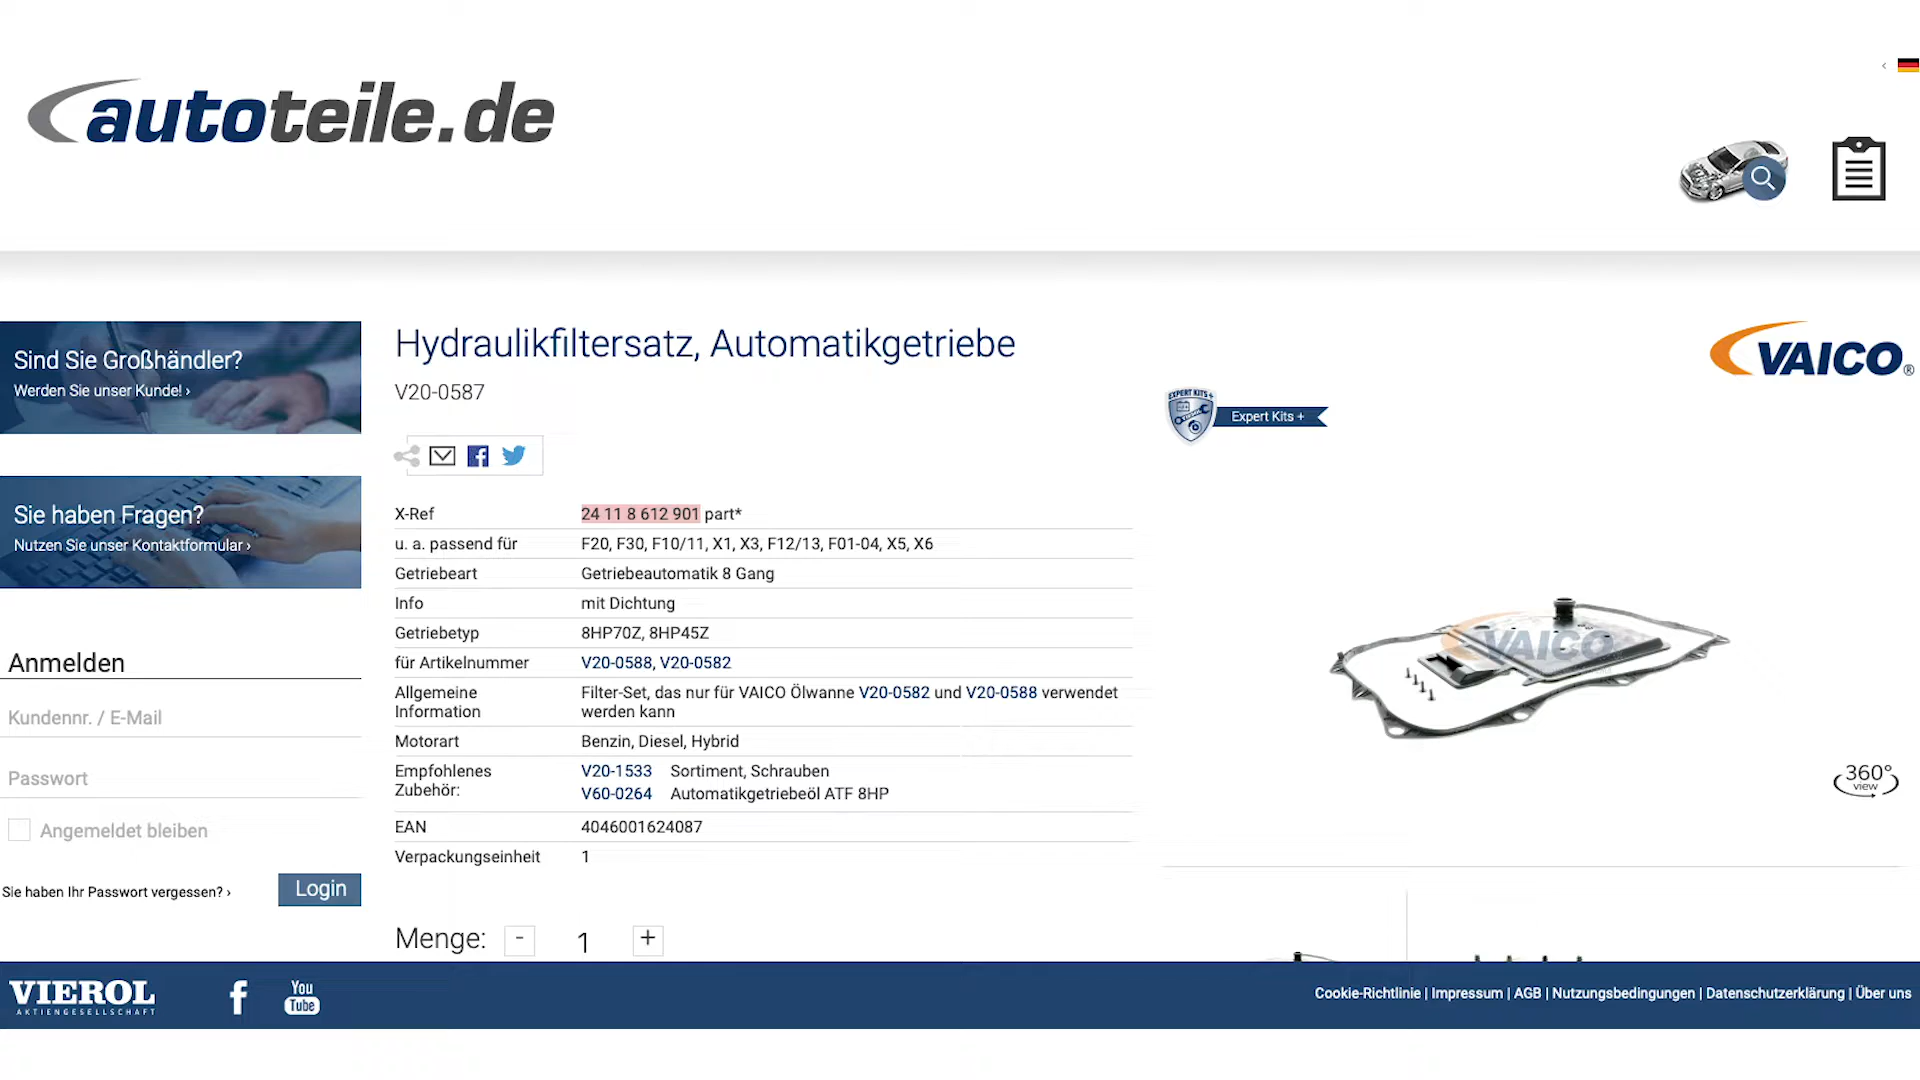 autoteile.de
Sind Sie Großhändler?
Werden Sie unser Kunde! ›
Sie haben Fragen?
Nutzen Sie unser Kontaktformular ›
Anmelden
Kundennr. / E-Mail
Passwort
Angemeldet bleiben
Sie haben Ihr Passwort vergessen? ›
Login
Hydraulikfiltersatz, Automatikgetriebe
V20-0587
X-Ref 24 11 8 612 901 part*
u. a. passend für F20, F30, F10/11, X1, X3, F12/13, F01-04, X5, X6
Getriebeart Getriebeautomatik 8 Gang
Info mit Dichtung
Getriebetyp 8HP70Z, 8HP45Z
für Artikelnummer V20-0588, V20-0582
Allgemeine Information Filter-Set, das nur für VAICO Ölwanne V20-0582 und V20-0588 verwendet
werden kann
Motorart Benzin, Diesel, Hybrid
Empfohlenes Zubehör: V20-1533 Sortiment, Schrauben
V60-0264 Automatikgetriebeöl ATF 8HP
EAN 4046001624087
Verpackungseinheit 1
Menge: - 1 +
VAICO®
EXPERT KITS +
Expert Kits +
VAICO
360°
view
VIEROL
AKTIENGESELLSCHAFT
f
You
Tube
Cookie-Richtlinie | Impressum | AGB | Nutzungsbedingungen | Datenschutzerklärung | Über uns